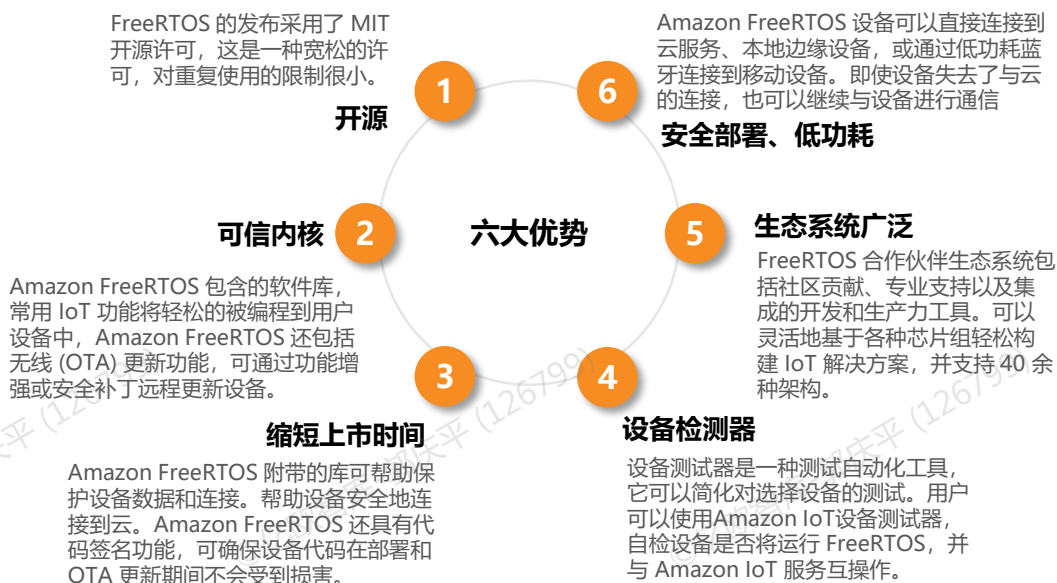 FreeRTOS 的发布采用了 MIT
开源许可，这是一种宽松的许
可，对重复使用的限制很小。
1
开源
可信内核
2
Amazon FreeRTOS 包含的软件库，
常用 IoT 功能将轻松的被编程到用户
设备中，Amazon FreeRTOS 还包括
无线 (OTA) 更新功能，可通过功能增
强或安全补丁远程更新设备。
3
缩短上市时间
Amazon FreeRTOS 附带的库可帮助保
护设备数据和连接。帮助设备安全地连
接到云。Amazon FreeRTOS 还具有代
码签名功能，可确保设备代码在部署和
OTA 更新期间不会受到损害。
六大优势
Amazon FreeRTOS 设备可以直接连接到
云服务、本地边缘设备，或通过低功耗蓝
牙连接到移动设备。即使设备失去了与云
的连接，也可以继续与设备进行通信
6
安全部署、低功耗
5
生态系统广泛
FreeRTOS 合作伙伴生态系统包
括社区贡献、专业支持以及集
成的开发和生产力工具。可以
灵活地基于各种芯片组轻松构
建 IoT 解决方案，并支持 40 余
种架构。
4
设备检测器
设备测试器是一种测试自动化工具，
它可以简化对选择设备的测试。用户
可以使用Amazon IoT设备测试器，
自检设备是否将运行 FreeRTOS，并
与 Amazon IoT 服务互操作。
(126799)
(126799)
(126799)